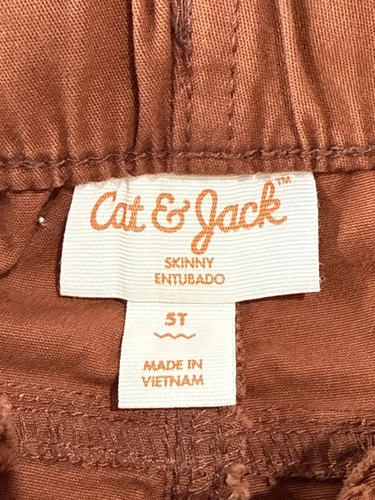 Cat & Jack™
SKINNY
ENTUBADO
5T
MADE IN
VIETNAM